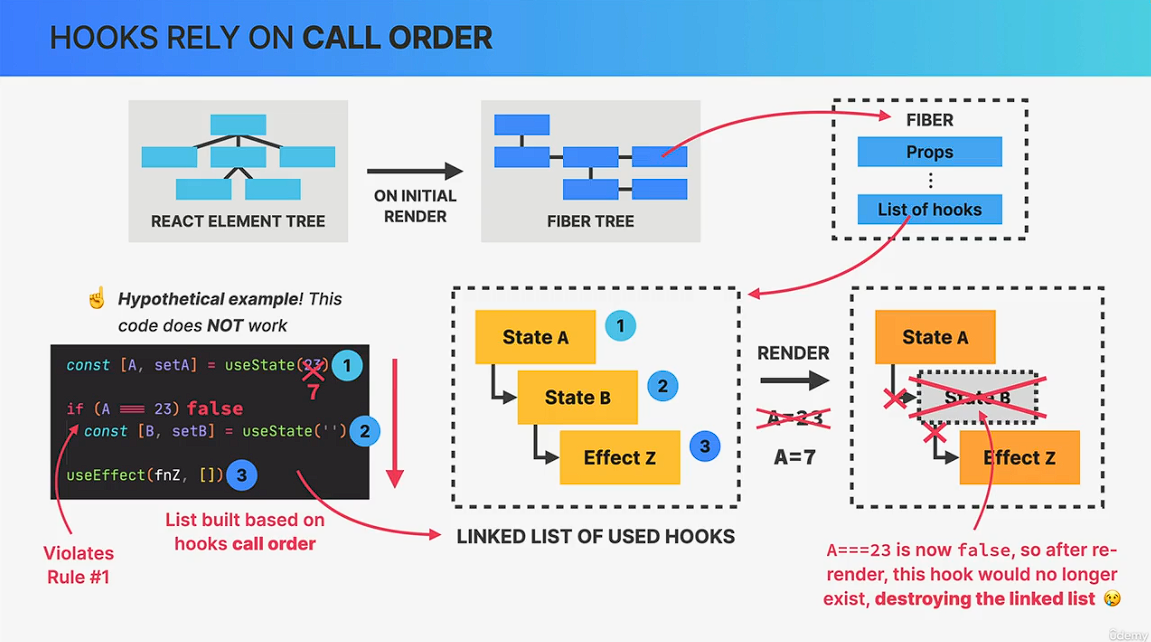 HOOKS RELY ON CALL ORDER
REACT ELEMENT TREE
ON INITIAL
RENDER
FIBER TREE
FIBER
Props
List of hooks
☝️ Hypothetical example! This
code does NOT work
const [A, setA] = useState(23) 1
7
if (A === 23) false
const [B, setB] = useState('') 2
useEffect(fnZ, []) 3
Violates
Rule #1
List built based on
hooks call order
State A 1
State B 2
Effect Z 3
LINKED LIST OF USED HOOKS
RENDER
A=23
A=7
State A
State B
Effect Z
A===23 is now false, so after re-
render, this hook would no longer
exist, destroying the linked list 😢
ûdemy